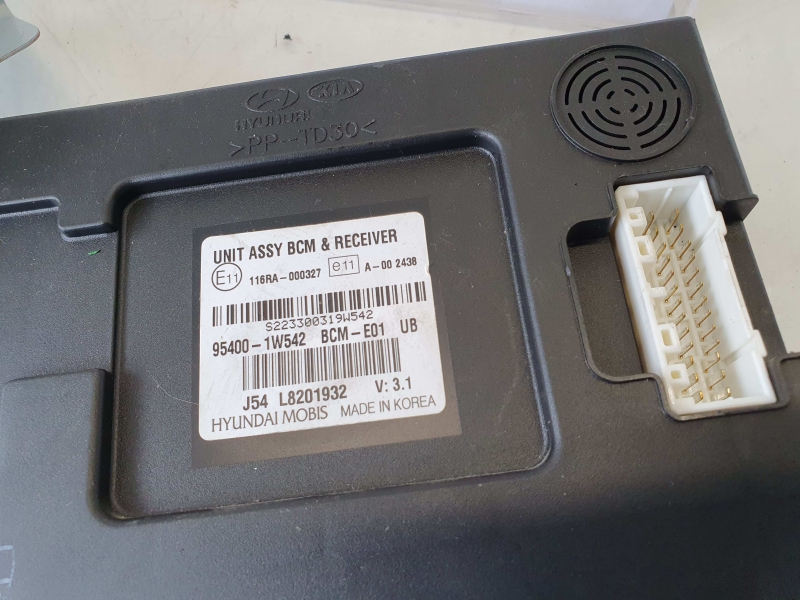 HYUNDAI KIA
>PP-TD30<
UNIT ASSY BCM & RECEIVER
E11 116RA-000327 e11 A-00 2438
S223300319W542
95400-1W542 BCM-E01 UB
J54 L8201932 V: 3.1
HYUNDAI MOBIS MADE IN KOREA